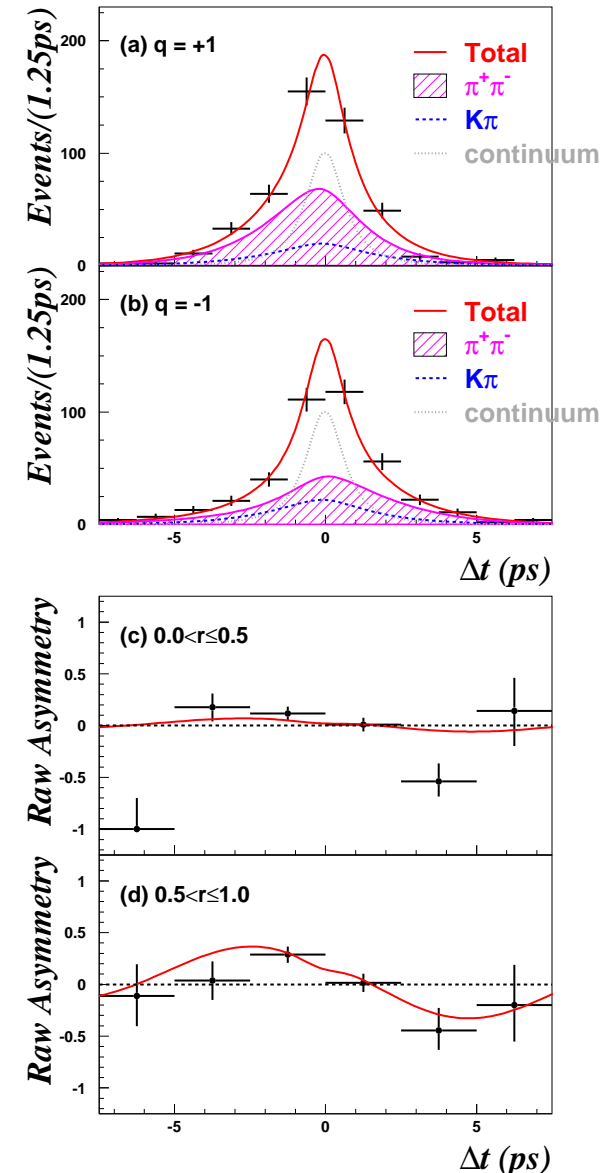 Events/(1.25ps)
200
100
0
(a) q = +1
Total
π⁺π⁻
Kπ
continuum
Events/(1.25ps)
200
100
0
(b) q = -1
Total
π⁺π⁻
Kπ
continuum
-5 0 5
Δt (ps)
Raw Asymmetry
1
0.5
0
-0.5
-1
(c) 0.0<r≤0.5
Raw Asymmetry
1
0.5
0
-0.5
-1
(d) 0.5<r≤1.0
-5 0 5
Δt (ps)